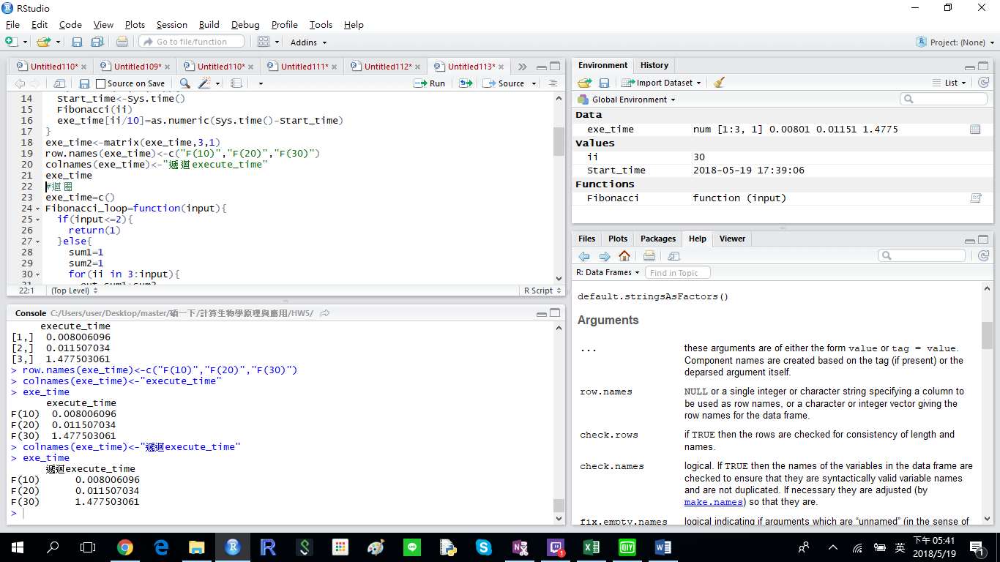 RStudio
File Edit Code View Plots Session Build Debug Profile Tools Help
Go to file/function Addins Project: (None)
Untitled110* Untitled109* Untitled110* Untitled111* Untitled112* Untitled113*
Source on Save Run Source
14 Start_time<-Sys.time()
15 Fibonacci(ii)
16 exe_time[ii/10]=as.numeric(Sys.time()-Start_time)
17 }
18 exe_time<-matrix(exe_time,3,1)
19 row.names(exe_time)<-c("F(10)","F(20)","F(30)")
20 colnames(exe_time)<-"遞迴execute_time"
21 exe_time
22 #迴圈
23 exe_time=c()
24 Fibonacci_loop=function(input){
25 if(input<=2){
26 return(1)
27 }else{
28 sum1=1
29 sum2=1
30 for(ii in 3:input){
22:1 (Top Level) R Script
Console C:/Users/user/Desktop/master/碩一下/計算生物學原理與應用/HW5/
execute_time
[1,] 0.008006096
[2,] 0.011507034
[3,] 1.477503061
> row.names(exe_time)<-c("F(10)","F(20)","F(30)")
> colnames(exe_time)<-"execute_time"
> exe_time
execute_time
F(10) 0.008006096
F(20) 0.011507034
F(30) 1.477503061
> colnames(exe_time)<-"遞迴execute_time"
> exe_time
遞迴execute_time
F(10) 0.008006096
F(20) 0.011507034
F(30) 1.477503061
>
Environment History
Import Dataset List
Global Environment
Data
exe_time num [1:3, 1] 0.00801 0.01151 1.4775
Values
ii 30
Start_time 2018-05-19 17:39:06
Functions
Fibonacci function (input)
Files Plots Packages Help Viewer
R: Data Frames Find in Topic
default.stringsAsFactors()
Arguments
... these arguments are of either the form value or tag = value.
Component names are created based on the tag (if present) or the
deparsed argument itself.
row.names NULL or a single integer or character string specifying a column to
be used as row names, or a character or integer vector giving the
row names for the data frame.
check.rows if TRUE then the rows are checked for consistency of length and
names.
check.names logical. If TRUE then the names of the variables in the data frame are
checked to ensure that they are syntactically valid variable names
and are not duplicated. If necessary they are adjusted (by
make.names) so that they are.
fix.empty.names logical indicating if arguments which are “unnamed” (in the sense of
英 下午 05:41
2018/5/19
1